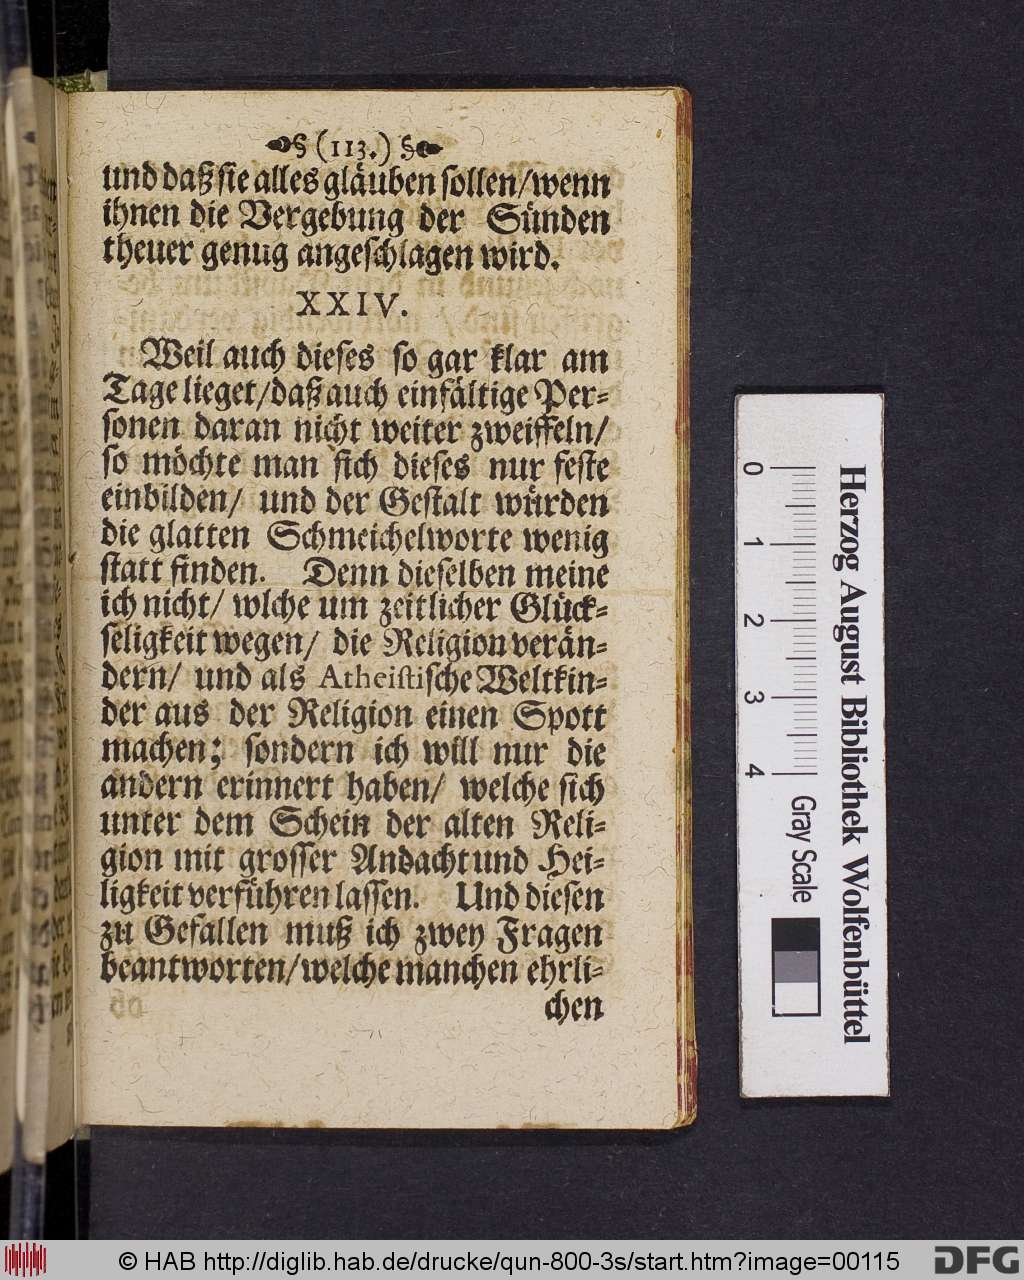 § (113.) §
und daß sie alles gläuben sollen/wenn
ihnen die Vergebung der Sünden
theuer genug angeschlagen wird.
XXIV.
Weil auch dieses so gar klar am
Tage lieget/daß auch einfältige Per-
sonen daran nicht weiter zweiffeln/
so möchte man sich dieses nur feste
einbilden/ und der Gestalt würden
die glatten Schmeichelworte wenig
statt finden. Denn dieselben meine
ich nicht/ wlche um zeitlicher Glück-
seligkeit wegen/ die Religion verän-
dern/ und als Atheistische Weltkin-
der aus der Religion einen Spott
machen; sondern ich will nur die
andern erinnert haben/ welche sich
unter dem Schein der alten Reli-
gion mit grosser Andacht und Hei-
ligkeit verführen lassen. Und diesen
zu Gefallen muß ich zwey Fragen
beantworten/welche manchen ehrli-
chen
0 1 2 3 4 Gray Scale
Herzog August Bibliothek Wolfenbüttel
© HAB http://diglib.hab.de/drucke/qun-800-3s/start.htm?image=00115
DFG